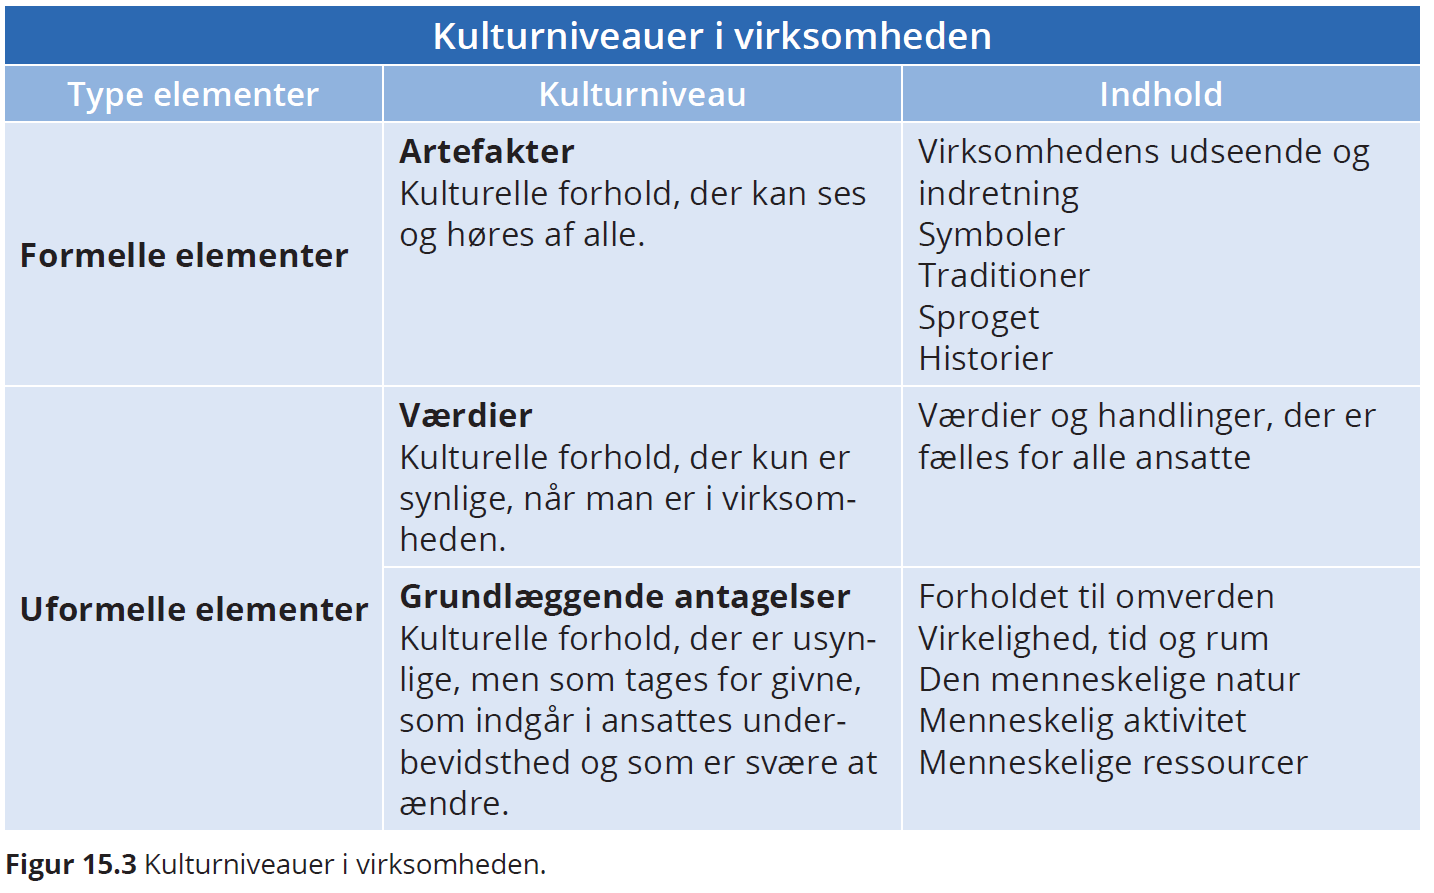 Kulturniveauer i virksomheden
Type elementer
Kulturniveau
Indhold
Formelle elementer
Artefakter
Kulturelle forhold, der kan ses
og høres af alle.
Virksomhedens udseende og
indretning
Symboler
Traditioner
Sproget
Historier
Uformelle elementer
Værdier
Kulturelle forhold, der kun er
synlige, når man er i virksom-
heden.
Værdier og handlinger, der er
fælles for alle ansatte
Grundlæggende antagelser
Kulturelle forhold, der er usyn-
lige, men som tages for givne,
som indgår i ansattes under-
bevidsthed og som er svære at
ændre.
Forholdet til omverden
Virkelighed, tid og rum
Den menneskelige natur
Menneskelig aktivitet
Menneskelige ressourcer
Figur 15.3 Kulturniveauer i virksomheden.